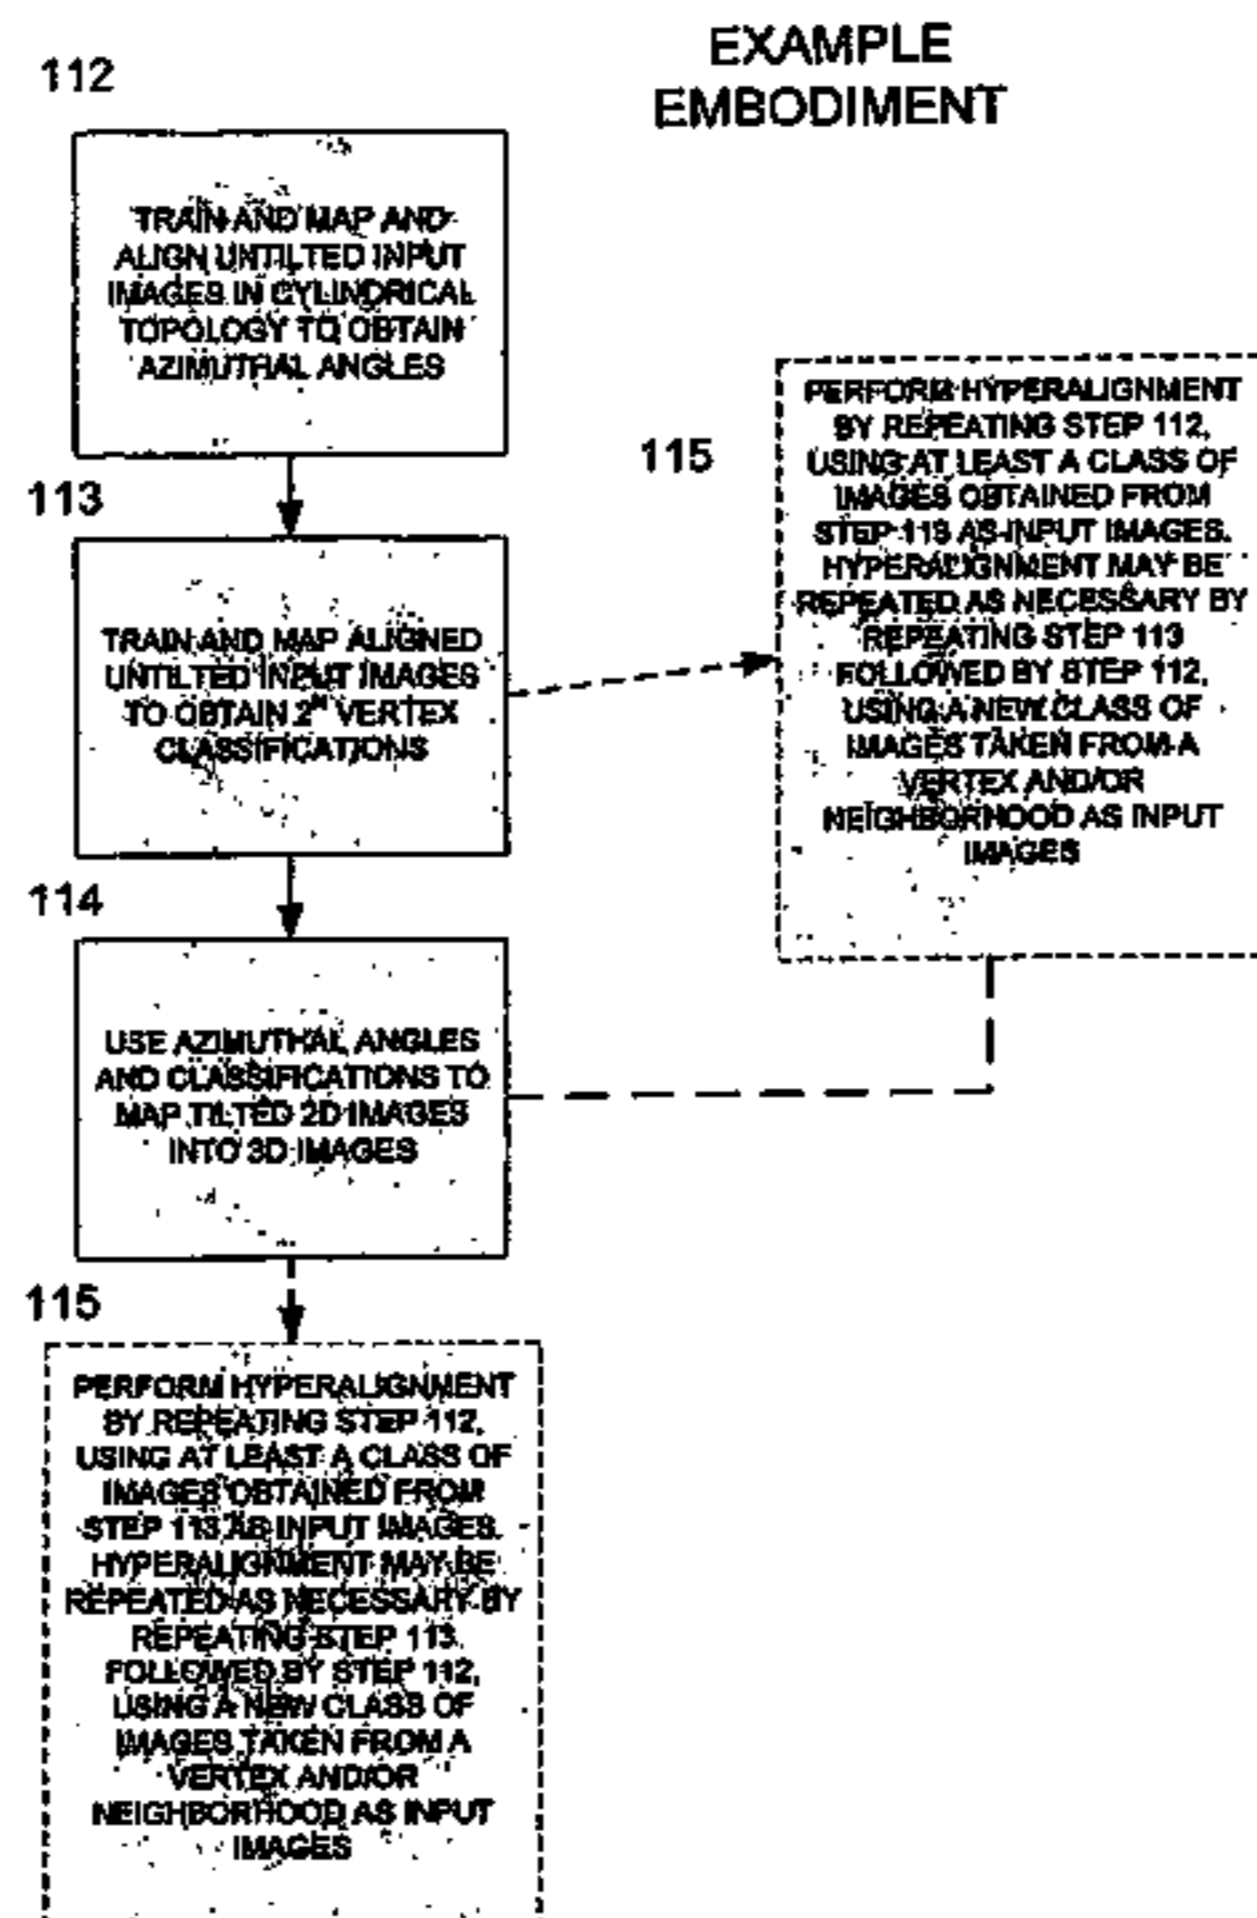 EXAMPLE
EMBODIMENT
112
TRAIN AND MAP AND
ALIGN UNTILTED INPUT
IMAGES IN CYLINDRICAL
TOPOLOGY TO OBTAIN
AZIMUTHAL ANGLES
113
TRAIN AND MAP ALIGNED
UNTILTED INPUT IMAGES
TO OBTAIN 2ᴺ VERTEX
CLASSIFICATIONS
115
PERFORM HYPERALIGNMENT
BY REPEATING STEP 112,
USING AT LEAST A CLASS OF
IMAGES OBTAINED FROM
STEP 113 AS INPUT IMAGES.
HYPERALIGNMENT MAY BE
REPEATED AS NECESSARY BY
REPEATING STEP 113
FOLLOWED BY STEP 112,
USING A NEW CLASS OF
IMAGES TAKEN FROM A
VERTEX AND/OR
NEIGHBORHOOD AS INPUT
IMAGES
114
USE AZIMUTHAL ANGLES
AND CLASSIFICATIONS TO
MAP TILTED 2D IMAGES
INTO 3D IMAGES
115
PERFORM HYPERALIGNMENT
BY REPEATING STEP 112,
USING AT LEAST A CLASS OF
IMAGES OBTAINED FROM
STEP 113 AS INPUT IMAGES.
HYPERALIGNMENT MAY BE
REPEATED AS NECESSARY BY
REPEATING STEP 113
FOLLOWED BY STEP 112,
USING A NEW CLASS OF
IMAGES TAKEN FROM A
VERTEX AND/OR
NEIGHBORHOOD AS INPUT
IMAGES